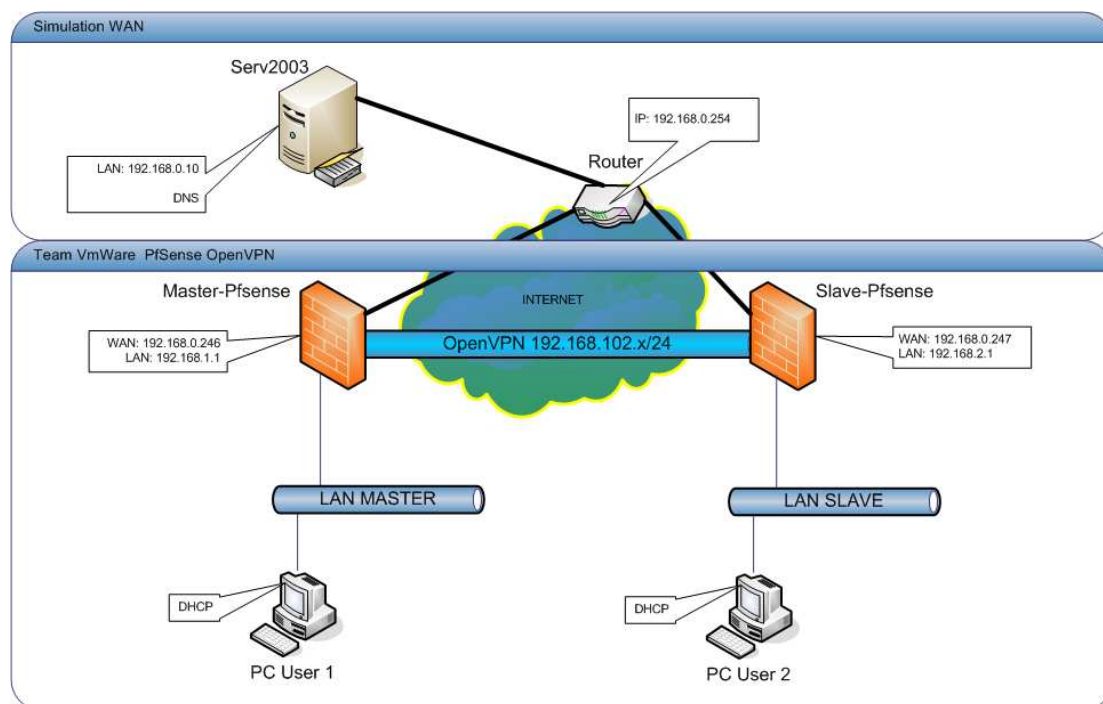 Simulation WAN
Serv2003
IP: 192.168.0.254
LAN: 192.168.0.10
DNS
Router
Team VmWare PfSense OpenVPN
Master-Pfsense
INTERNET
Slave-Pfsense
WAN: 192.168.0.246
LAN: 192.168.1.1
OpenVPN 192.168.102.x/24
WAN: 192.168.0.247
LAN: 192.168.2.1
LAN MASTER
LAN SLAVE
DHCP
DHCP
PC User 1
PC User 2